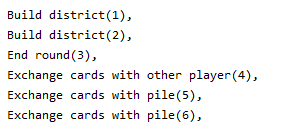 Build district(1),
Build district(2),
End round(3),
Exchange cards with other player(4),
Exchange cards with pile(5),
Exchange cards with pile(6),